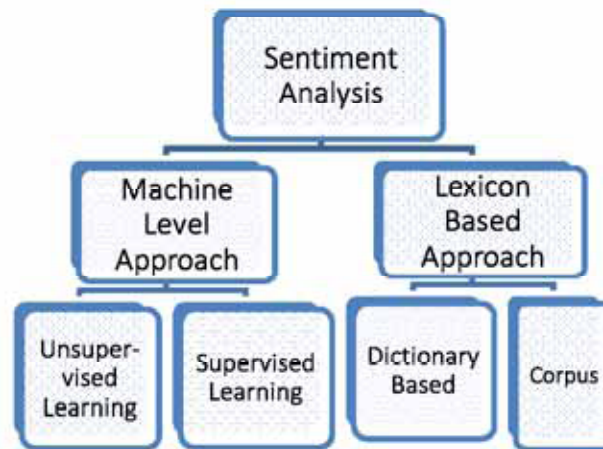 Sentiment
Analysis
Machine
Level
Approach
Lexicon
Based
Approach
Unsuper-
vised
Learning
Supervised
Learning
Dictionary
Based
Corpus